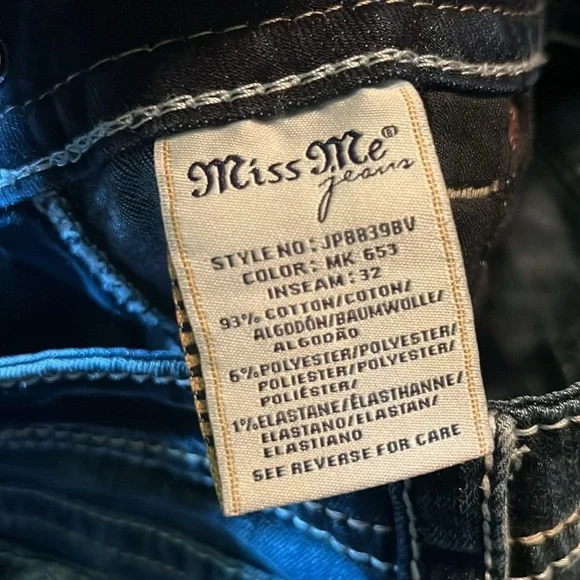 Miss Me®
jeans
STYLE NO: JP8839BV
COLOR: MK 653
INSEAM: 32
93% COTTON/COTON/
ALGODÓN/BAUMWOLLE/
ALGODÃO
6%POLYESTER/POLYESTER/
POLIESTER/POLYESTER/
POLIÉSTER/
1%ELASTANE/ÉLASTHANNE/
ELASTANO/ELASTAN/
ELASTIANO
SEE REVERSE FOR CARE